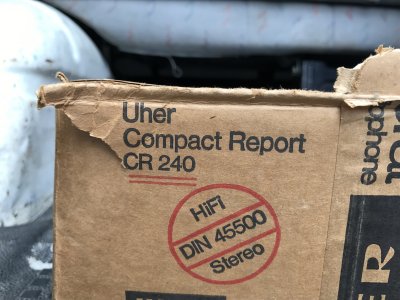 Uher
Compact Report
CR 240
HiFi
DIN 45500
Stereo